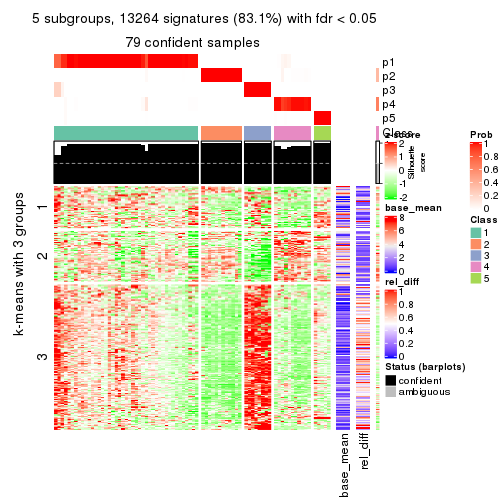 5 subgroups, 13264 signatures (83.1%) with fdr < 0.05
79 confident samples
p1
p2
p3
p4
p5
Class
Silhouette
score
k-means with 3 groups
1
2
3
base_mean
rel_diff
z-score
2
1
0
-1
-2
base_mean
8
6
4
2
0
rel_diff
1
0.8
0.6
0.4
0.2
0
Status (barplots)
confident
ambiguous
Prob
1
0.8
0.6
0.4
0.2
0
Class
1
2
3
4
5